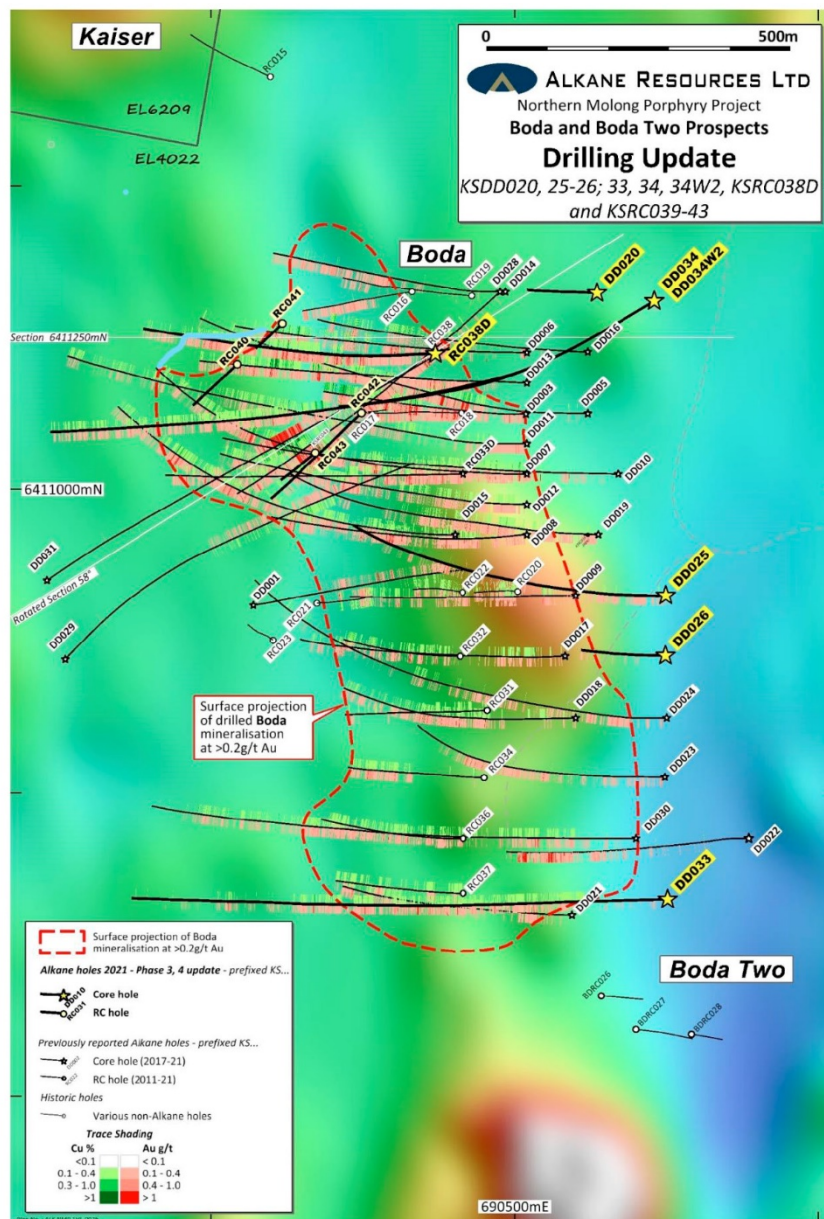 Kaiser
RC015
EL6209
EL4022
0 500m
ALKANE RESOURCES LTD
Northern Molong Porphyry Project
Boda and Boda Two Prospects
Drilling Update
KSDD020, 25-26; 33, 34, 34W2, KSRC038D
and KSRC039-43
Boda
RC019
DD028
DD014
DD020
DD034
DD034W2
RC016
RC041
RC038
RC038D
DD006
DD016
Section 6411250mN
RC040
DD013
RC042
RC017
RC018
DD003
DD005
DD011
RC043
RC033D
DD007
DD010
6411000mN
DD012
DD015
DD008
DD019
DD031
Rotated Section 58°
DD001
RC022
RC020
DD009
DD025
RC021
RC023
DD029
RC032
DD017
DD026
RC031
DD018
DD024
Surface projection
of drilled Boda
mineralisation
at >0.2g/t Au
RC034
DD023
RC036
DD030
DD022
RC037
DD021
DD033
Boda Two
BDRC026
BDRC027
BDRC028
Surface projection of Boda
mineralisation at >0.2g/t Au
Alkane holes 2021 - Phase 3, 4 update - prefixed KS...
DD010 Core hole
RC031 RC hole
Previously reported Alkane holes - prefixed KS...
Core hole (2017-21)
RC hole (2011-21)
Historic holes
Various non-Alkane holes
Trace Shading
Cu % Au g/t
<0.1 < 0.1
0.1 - 0.4 0.1 - 0.4
0.3 - 1.0 0.4 - 1.0
>1 > 1
690500mE